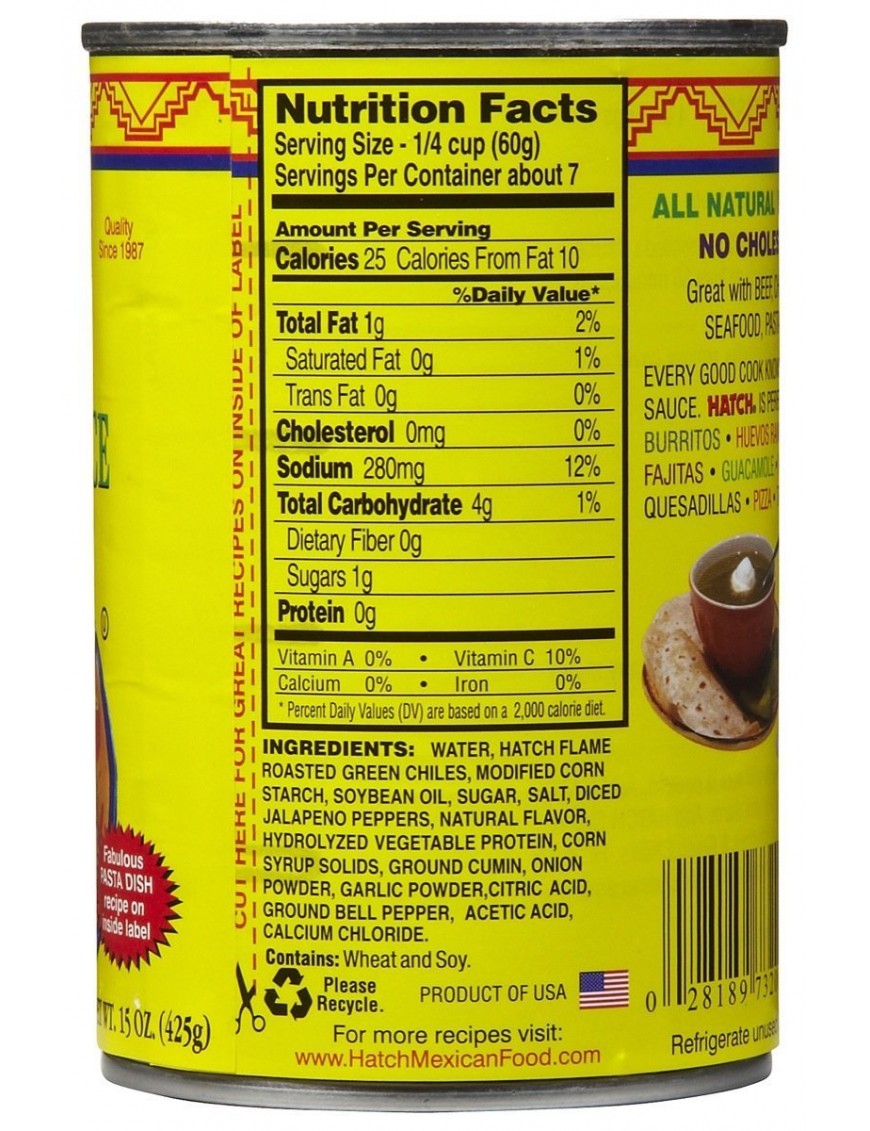 Quality
Since 1987
CE
Fabulous
PASTA DISH
recipe on
inside label
WT. 15 OZ. (425g)
CUT HERE FOR GREAT RECIPES ON INSIDE OF LABEL
Nutrition Facts
Serving Size - 1/4 cup (60g)
Servings Per Container about 7
Amount Per Serving
Calories 25 Calories From Fat 10
%Daily Value*
Total Fat 1g 2%
Saturated Fat 0g 1%
Trans Fat 0g 0%
Cholesterol 0mg 0%
Sodium 280mg 12%
Total Carbohydrate 4g 1%
Dietary Fiber 0g
Sugars 1g
Protein 0g
Vitamin A 0% • Vitamin C 10%
Calcium 0% • Iron 0%
* Percent Daily Values (DV) are based on a 2,000 calorie diet.
INGREDIENTS: WATER, HATCH FLAME
ROASTED GREEN CHILES, MODIFIED CORN
STARCH, SOYBEAN OIL, SUGAR, SALT, DICED
JALAPENO PEPPERS, NATURAL FLAVOR,
HYDROLYZED VEGETABLE PROTEIN, CORN
SYRUP SOLIDS, GROUND CUMIN, ONION
POWDER, GARLIC POWDER,CITRIC ACID,
GROUND BELL PEPPER, ACETIC ACID,
CALCIUM CHLORIDE.
Contains: Wheat and Soy.
Please
Recycle.
PRODUCT OF USA
For more recipes visit:
www.HatchMexicanFood.com
ALL NATURAL
NO CHOLES
Great with BEEF,
SEAFOOD,
EVERY GOOD COOK
SAUCE. HATCH® IS
BURRITOS • HUEVOS
FAJITAS • GUACAMOLE •
QUESADILLAS • PIZZA •
0 28189 732
Refrigerate